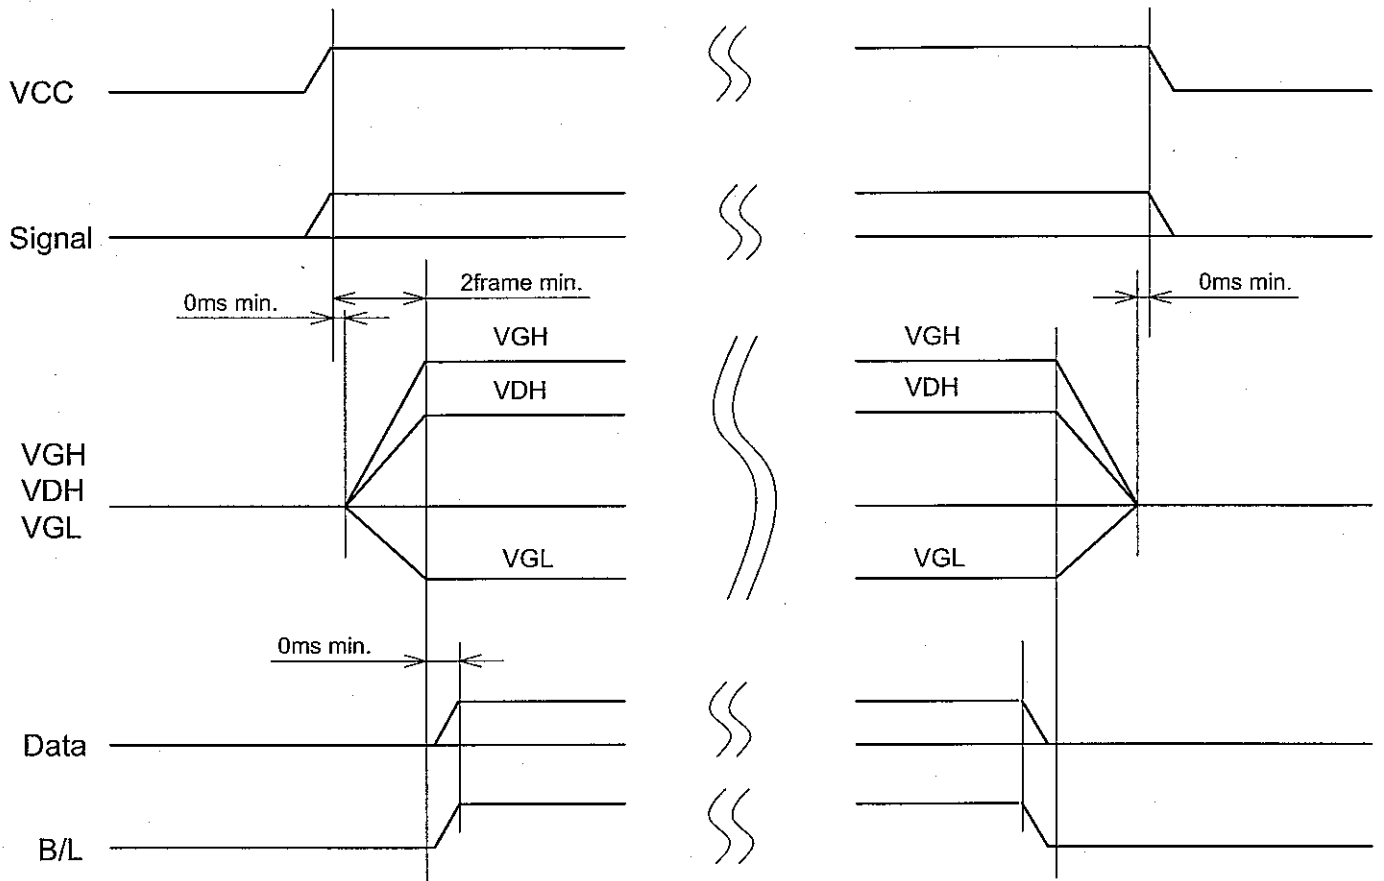 VCC
Signal
2frame min.
0ms min.
0ms min.
VGH
VGH
VDH
VDH
VGH
VDH
VGL
VGL
VGL
0ms min.
Data
B/L